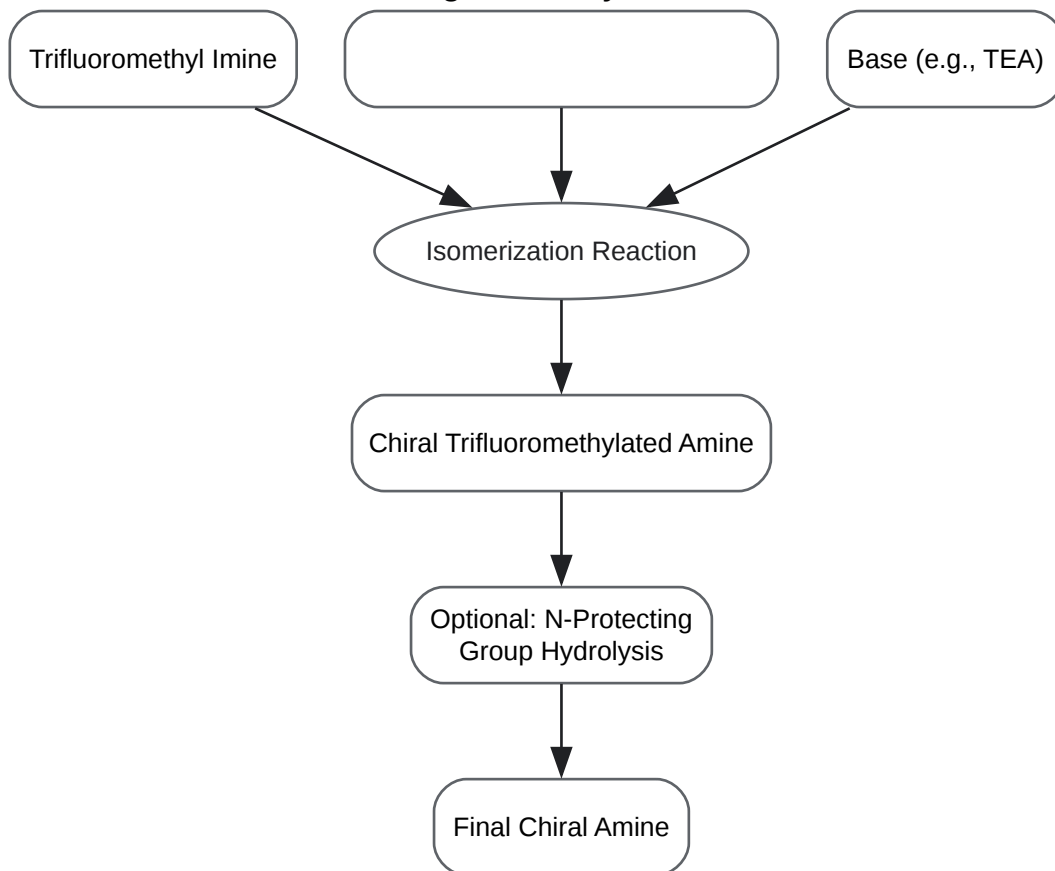 Trifluoromethyl Imine
Base (e.g., TEA)
Isomerization Reaction
Chiral Trifluoromethylated Amine
Optional: N-Protecting
Group Hydrolysis
Final Chiral Amine